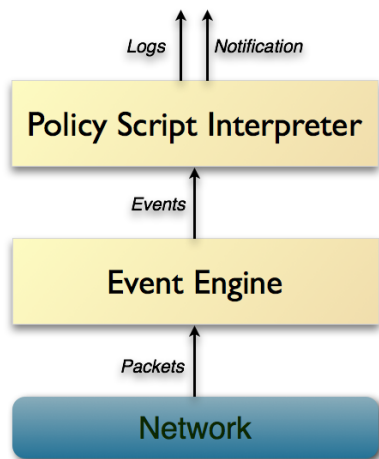 Logs Notification
Policy Script Interpreter
Events
Event Engine
Packets
Network